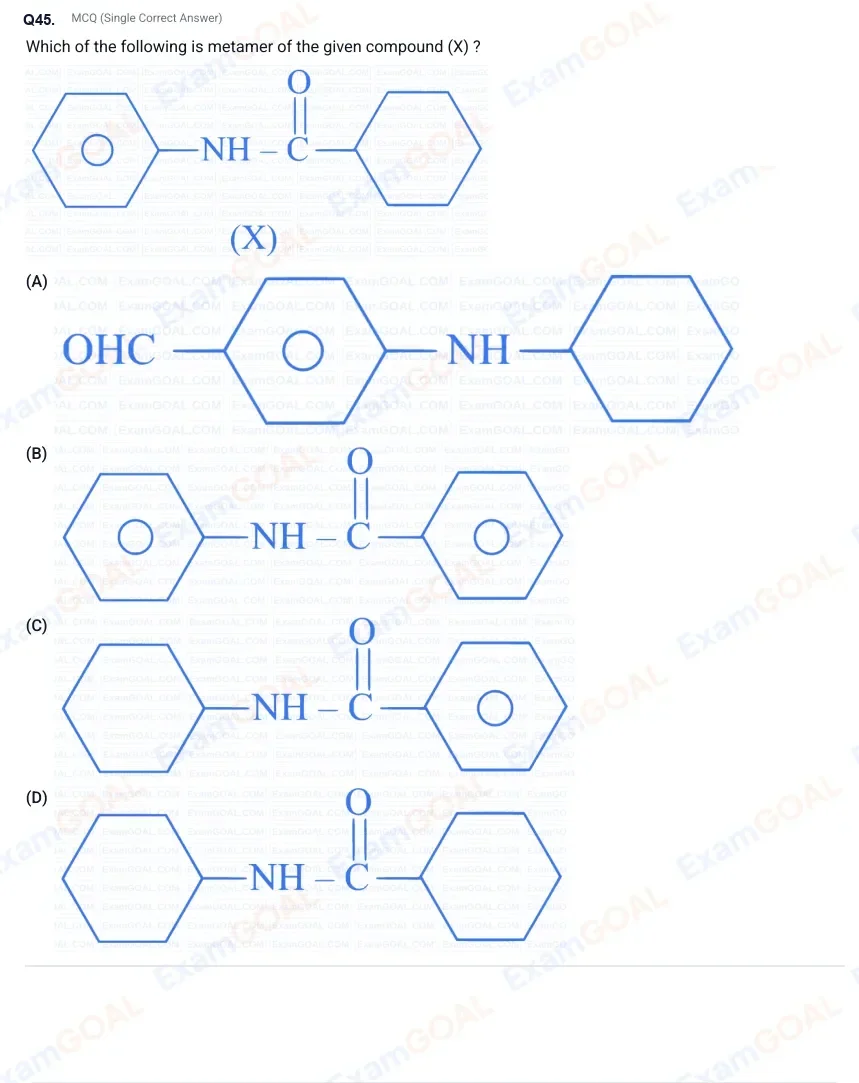 Q45. MCQ (Single Correct Answer)
Which of the following is metamer of the given compound (X) ?
O
NH – C
(X)
(A)
OHC NH
(B)
O
NH – C
(C)
O
NH – C
(D)
O
NH – C
ExamGOAL